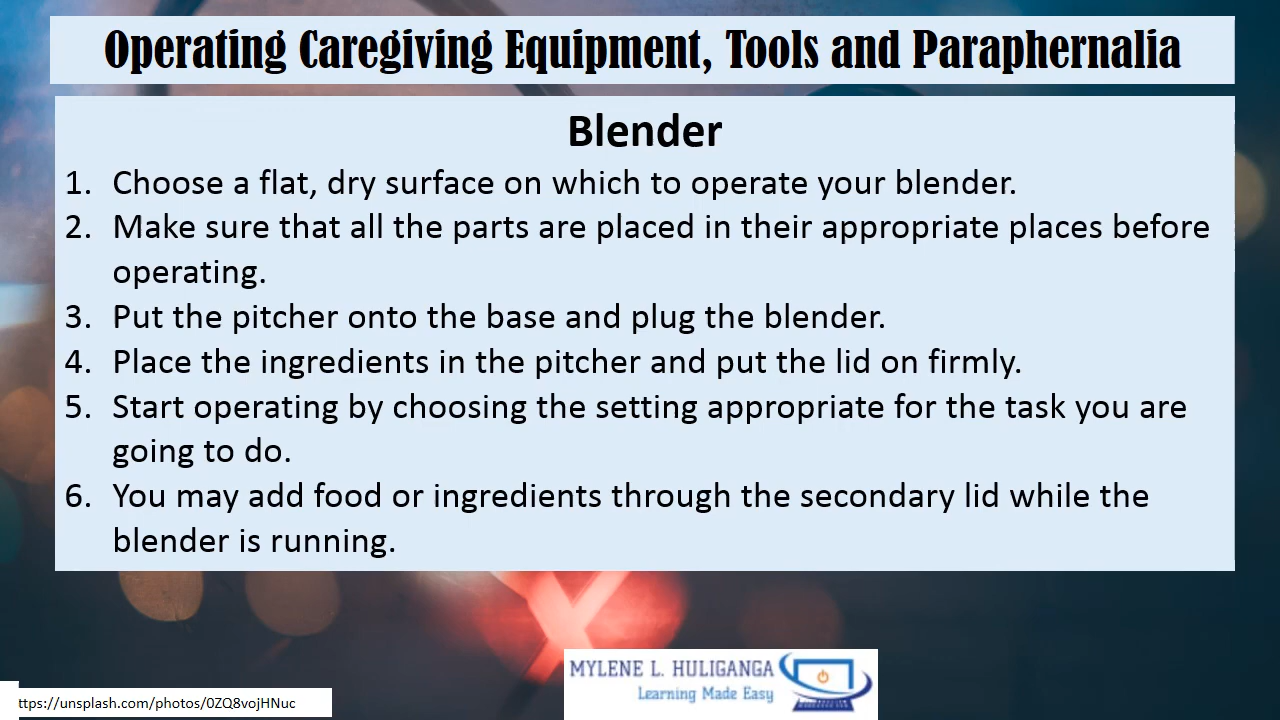 Operating Caregiving Equipment, Tools and Paraphernalia
Blender
1. Choose a flat, dry surface on which to operate your blender.
2. Make sure that all the parts are placed in their appropriate places before
operating.
3. Put the pitcher onto the base and plug the blender.
4. Place the ingredients in the pitcher and put the lid on firmly.
5. Start operating by choosing the setting appropriate for the task you are
going to do.
6. You may add food or ingredients through the secondary lid while the
blender is running.
MYLENE L. HULIGANGA
Learning Made Easy
ttps://nsplash.com/photos/0ZQ8vojHNuc